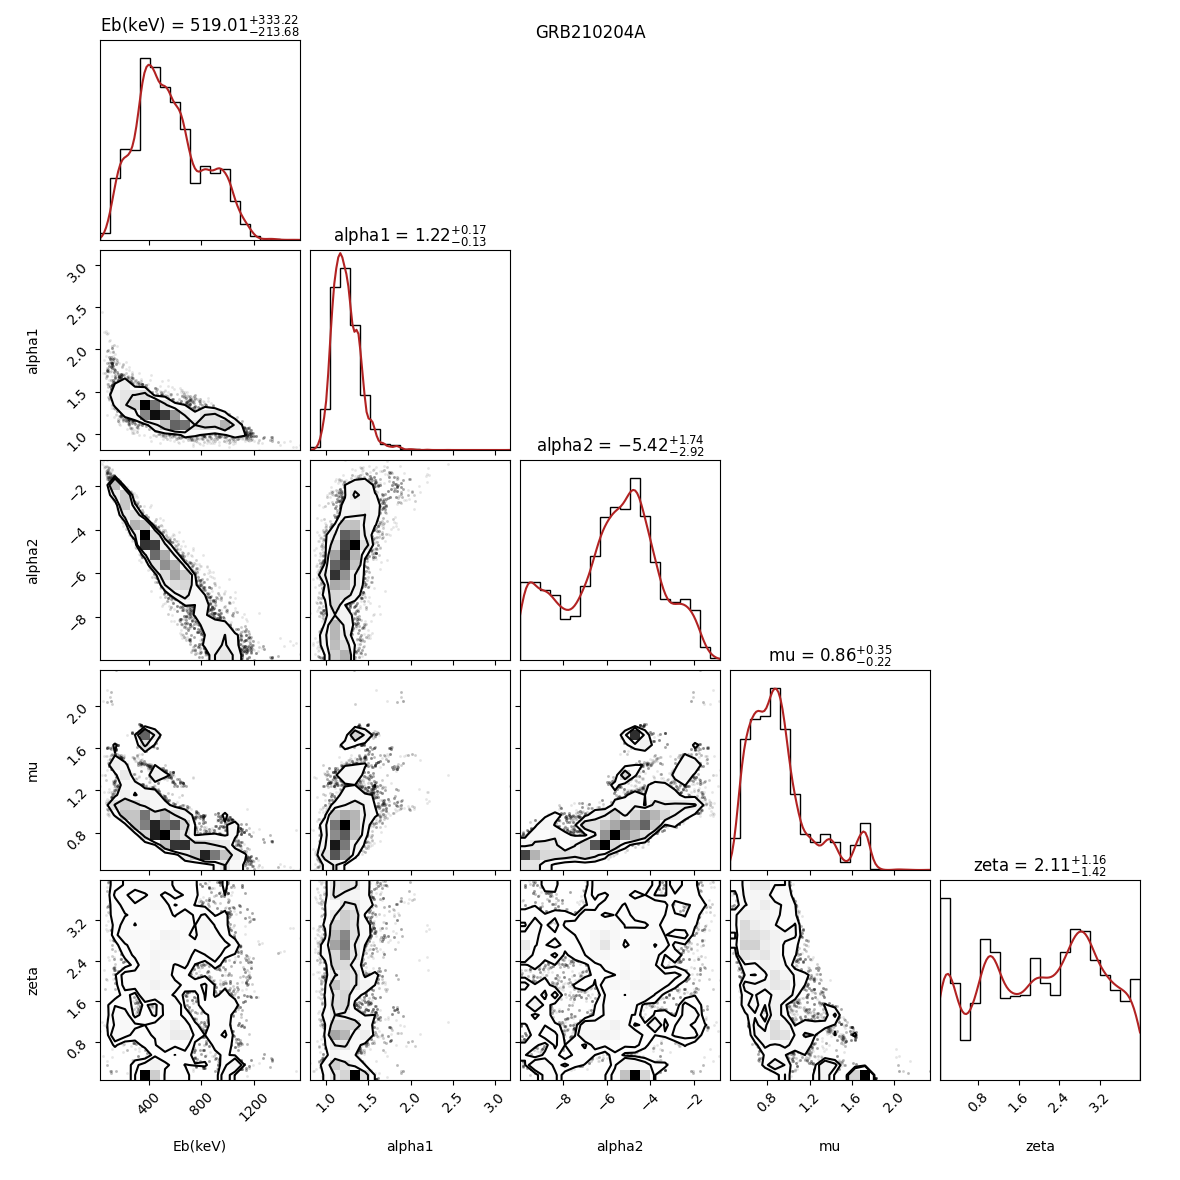 GRB210204A
Eb(keV) = 519.01 +333.22 −213.68
alpha1 = 1.22 +0.17 −0.13
3.0
2.5
2.0
1.5
1.0
alpha1
alpha2 = −5.42 +1.74 −2.92
−2
−4
−6
−8
alpha2
mu = 0.86 +0.35 −0.22
2.0
1.6
1.2
0.8
mu
zeta = 2.11 +1.16 −1.42
3.2
2.4
1.6
0.8
zeta
400 800 1200
1.0 1.5 2.0 2.5 3.0
−8 −6 −4 −2
0.8 1.2 1.6 2.0
0.8 1.6 2.4 3.2
Eb(keV) alpha1 alpha2 mu zeta